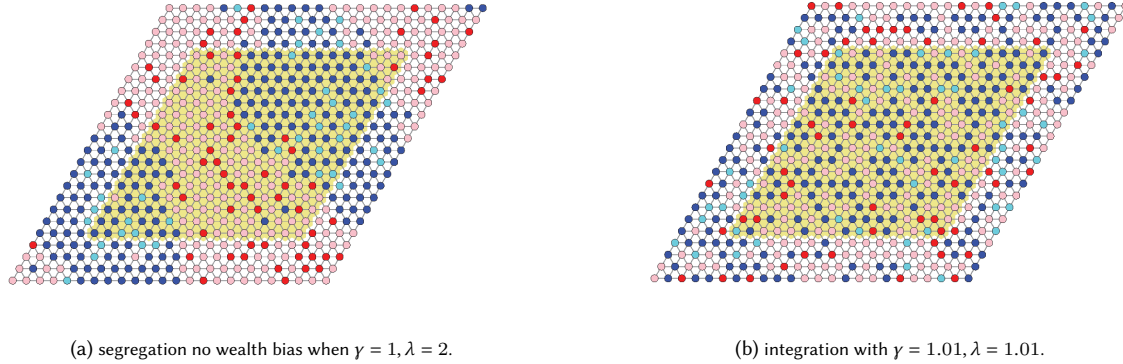 (a) segregation no wealth bias when γ = 1, λ = 2.
(b) integration with γ = 1.01, λ = 1.01.